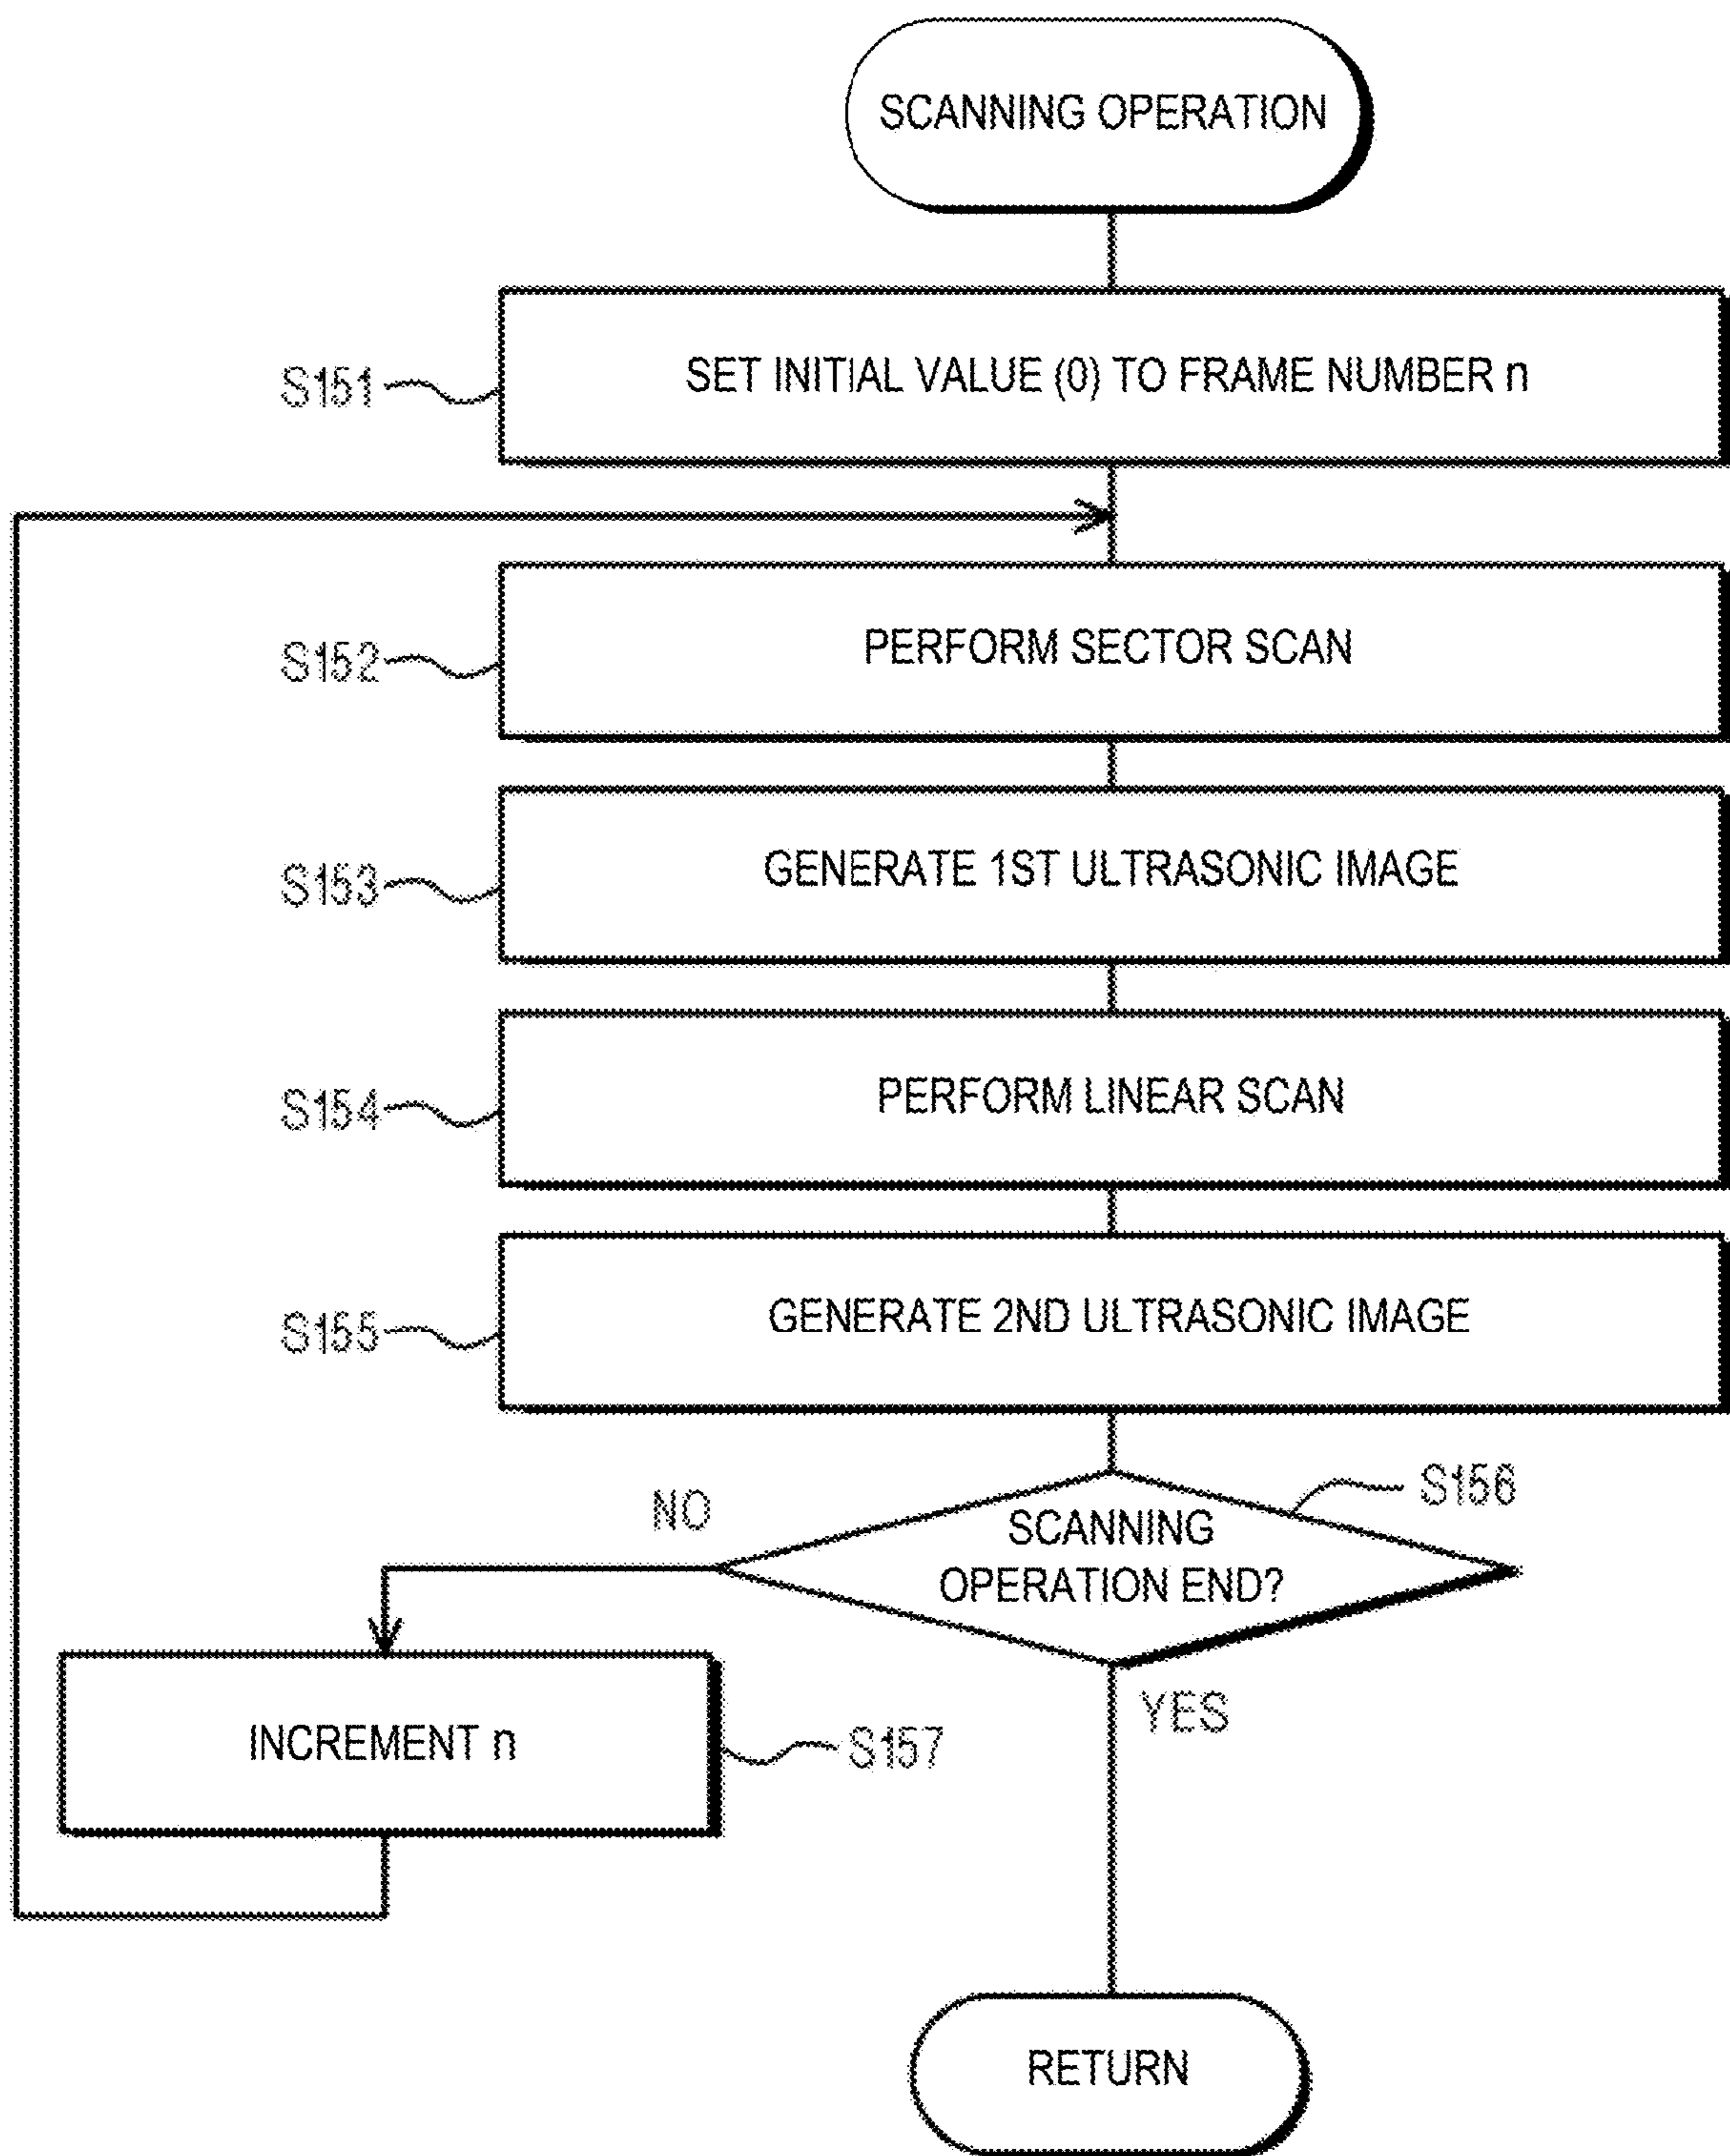 SCANNING OPERATION
S151
SET INITIAL VALUE (0) TO FRAME NUMBER n
S152
PERFORM SECTOR SCAN
S153
GENERATE 1ST ULTRASONIC IMAGE
S154
PERFORM LINEAR SCAN
S155
GENERATE 2ND ULTRASONIC IMAGE
S156
NO
SCANNING
OPERATION END?
YES
INCREMENT n
S157
RETURN